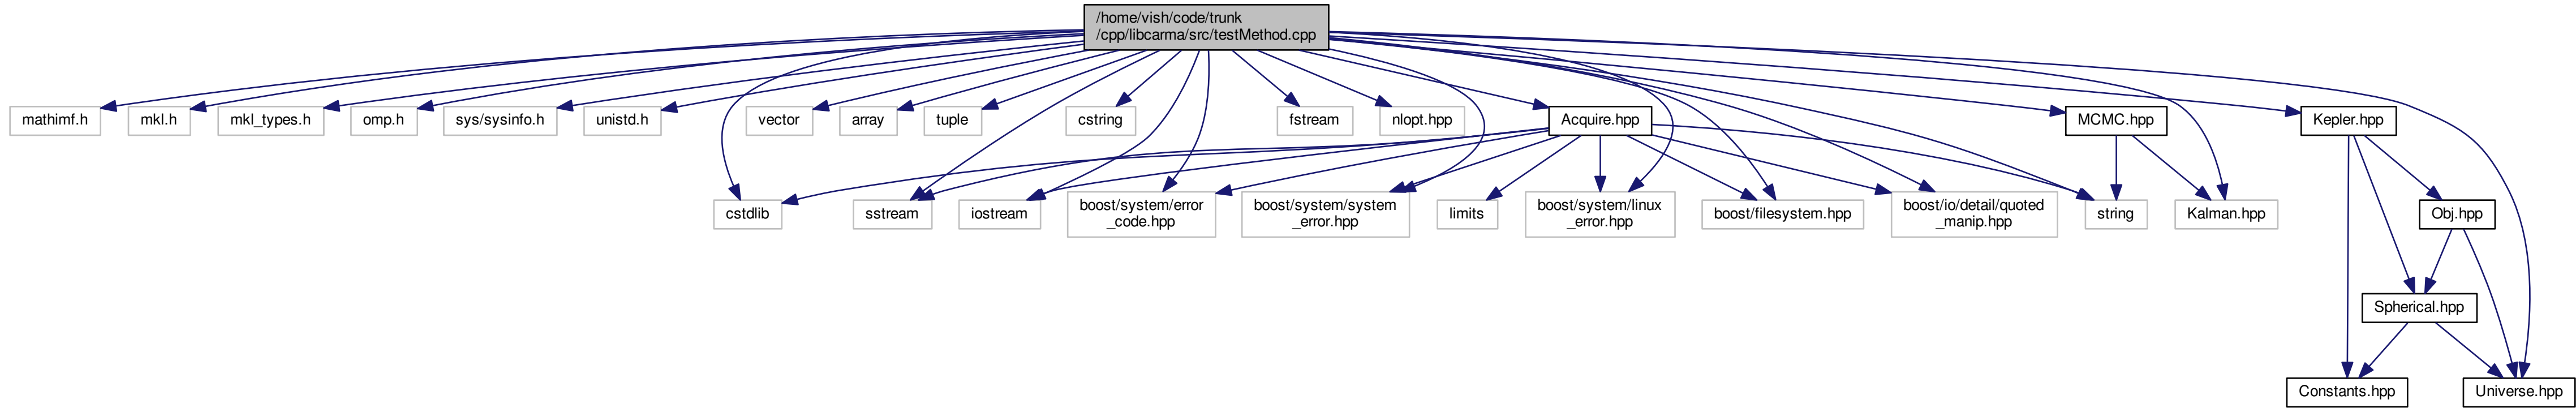 /home/vish/code/trunk
/cpp/libcarma/src/testMethod.cpp
mathimf.h
mkl.h
mkl_types.h
omp.h
sys/sysinfo.h
unistd.h
vector
array
tuple
cstring
fstream
nlopt.hpp
Acquire.hpp
MCMC.hpp
Kepler.hpp
cstdlib
sstream
iostream
boost/system/error
_code.hpp
boost/system/system
_error.hpp
limits
boost/system/linux
_error.hpp
boost/filesystem.hpp
boost/io/detail/quoted
_manip.hpp
string
Kalman.hpp
Obj.hpp
Spherical.hpp
Constants.hpp
Universe.hpp